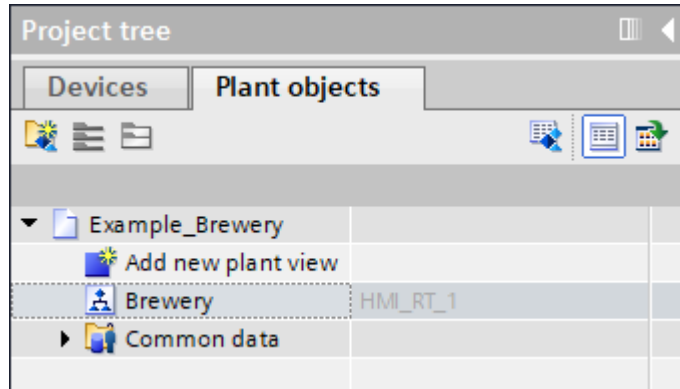 Project tree
Devices Plant objects
Example_Brewery
Add new plant view
Brewery HMI_RT_1
Common data